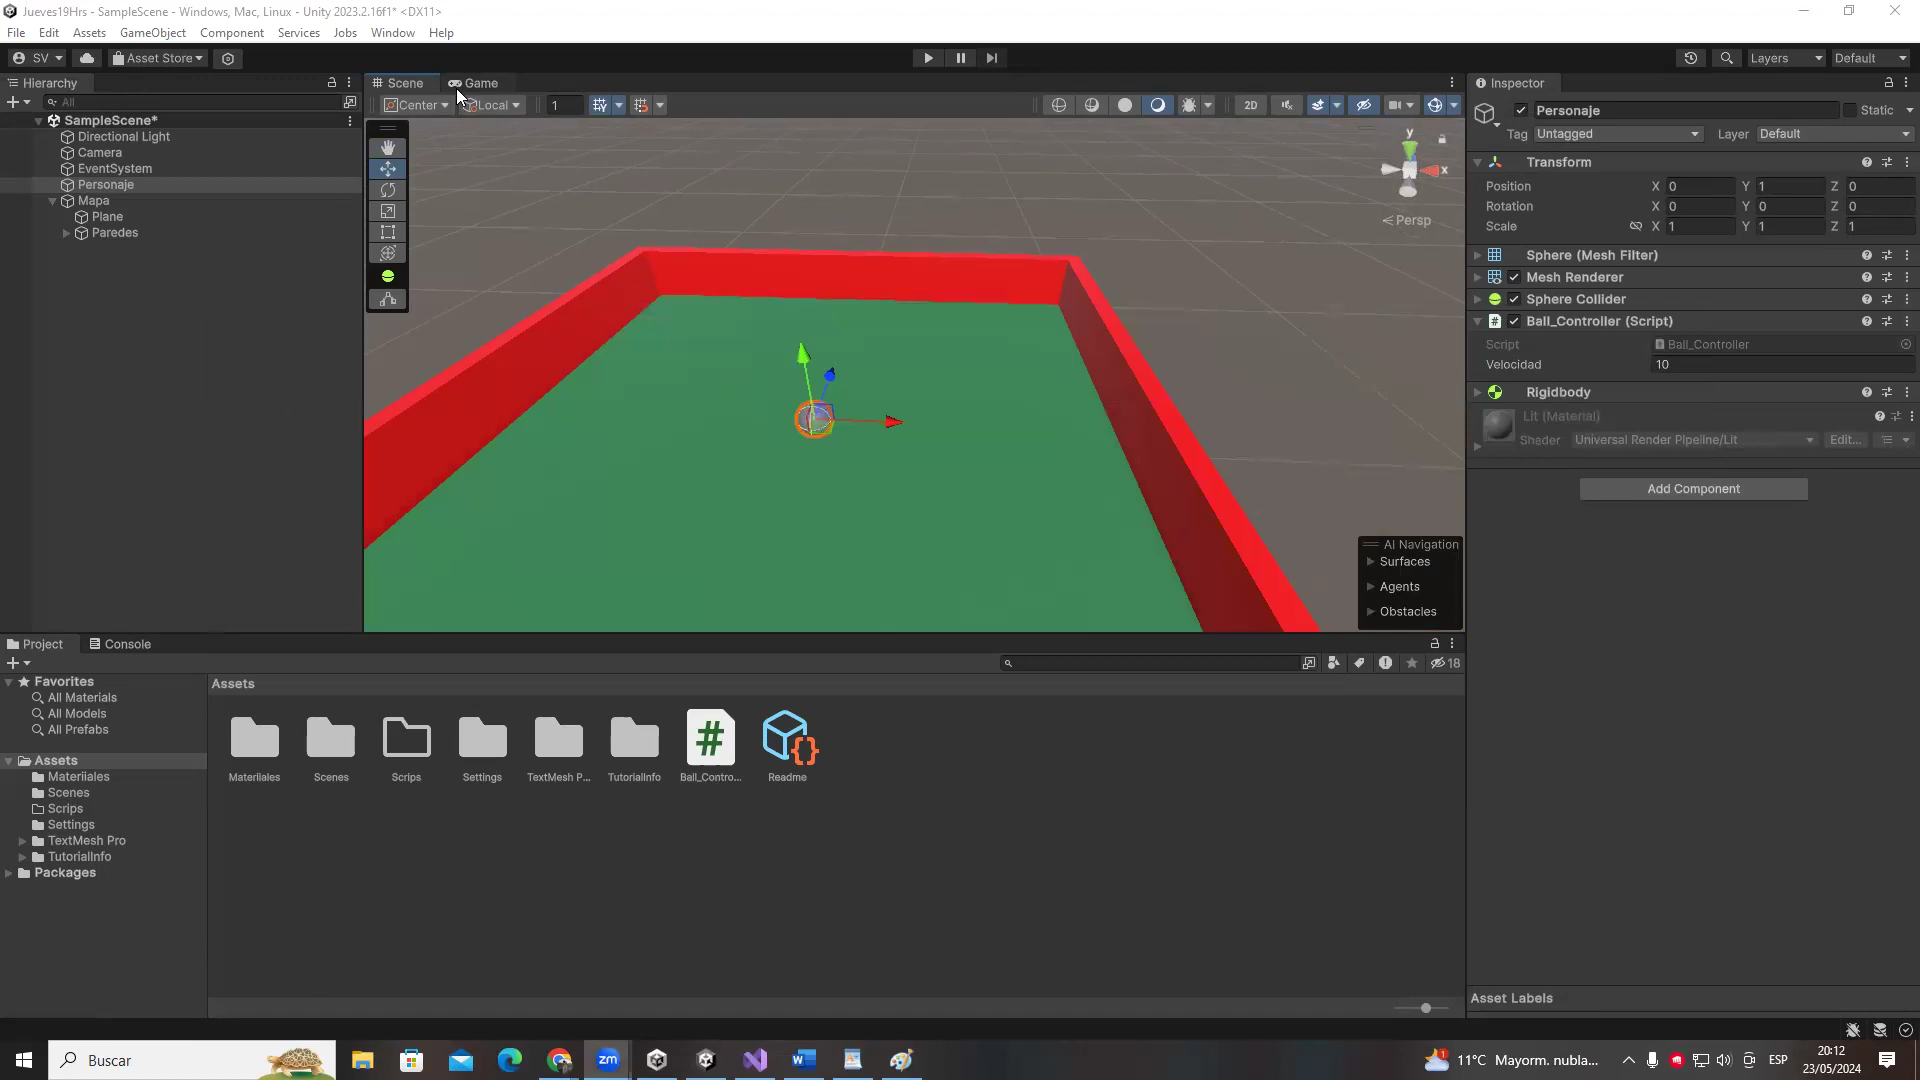 Jueves19Hrs - SampleScene - Windows, Mac, Linux - Unity 2023.2.16f1* <DX11>
File Edit Assets GameObject Component Services Jobs Window Help
SV Asset Store Layers Default
Hierarchy
All
SampleScene*
Directional Light
Camera
EventSystem
Personaje
Mapa
Plane
Paredes
Scene Game
Center Local 1 2D
y
x
Persp
AI Navigation
Surfaces
Agents
Obstacles
Inspector
Personaje Static
Tag Untagged Layer Default
Transform
Position X 0 Y 1 Z 0
Rotation X 0 Y 0 Z 0
Scale X 1 Y 1 Z 1
Sphere (Mesh Filter)
Mesh Renderer
Sphere Collider
# Ball_Controller (Script)
Script Ball_Controller
Velocidad 10
Rigidbody
Lit (Material)
Shader Universal Render Pipeline/Lit Edit...
Add Component
Asset Labels
Project Console
18
Favorites
All Materials
All Models
All Prefabs
Assets
Materiiales
Scenes
Scrips
Settings
TextMesh Pro
TutorialInfo
Packages
Assets
Materiiales Scenes Scrips Settings TextMesh P... TutorialInfo Ball_Contro... Readme
Buscar
zm
11°C Mayorm. nubla...
ESP
20:12
23/05/2024